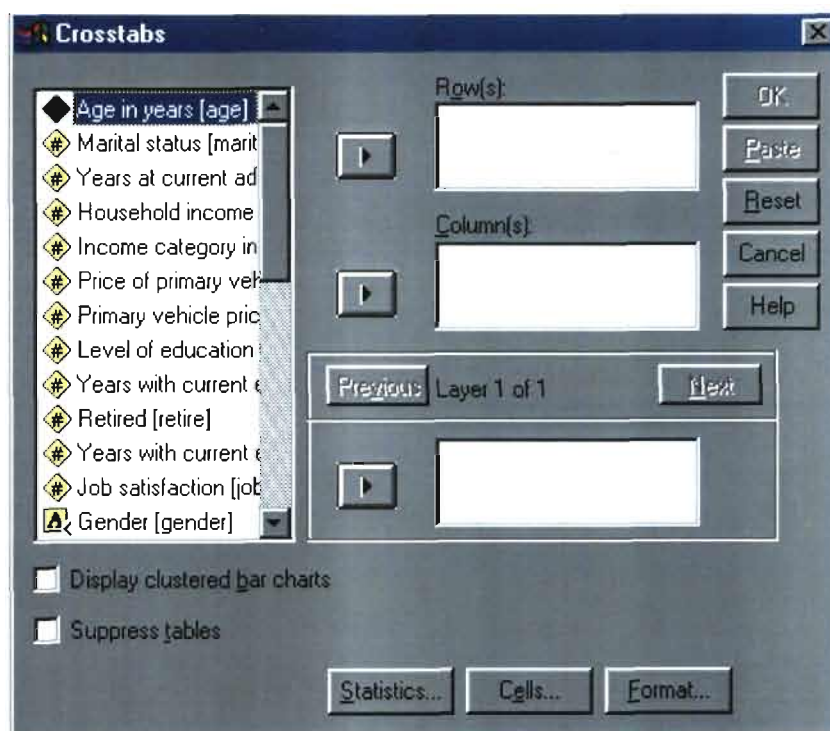 Crosstabs
Age in years [age]
Marital status [marit
Years at current ad
Household income
Income category in
Price of primary veh
Primary vehicle pric
Level of education
Years with current e
Retired [retire]
Years with current e
Job satisfaction [job
Gender [gender]
Row(s):
Column(s):
Previous Layer 1 of 1 Next
OK
Paste
Reset
Cancel
Help
Display clustered bar charts
Suppress tables
Statistics... Cells... Format...